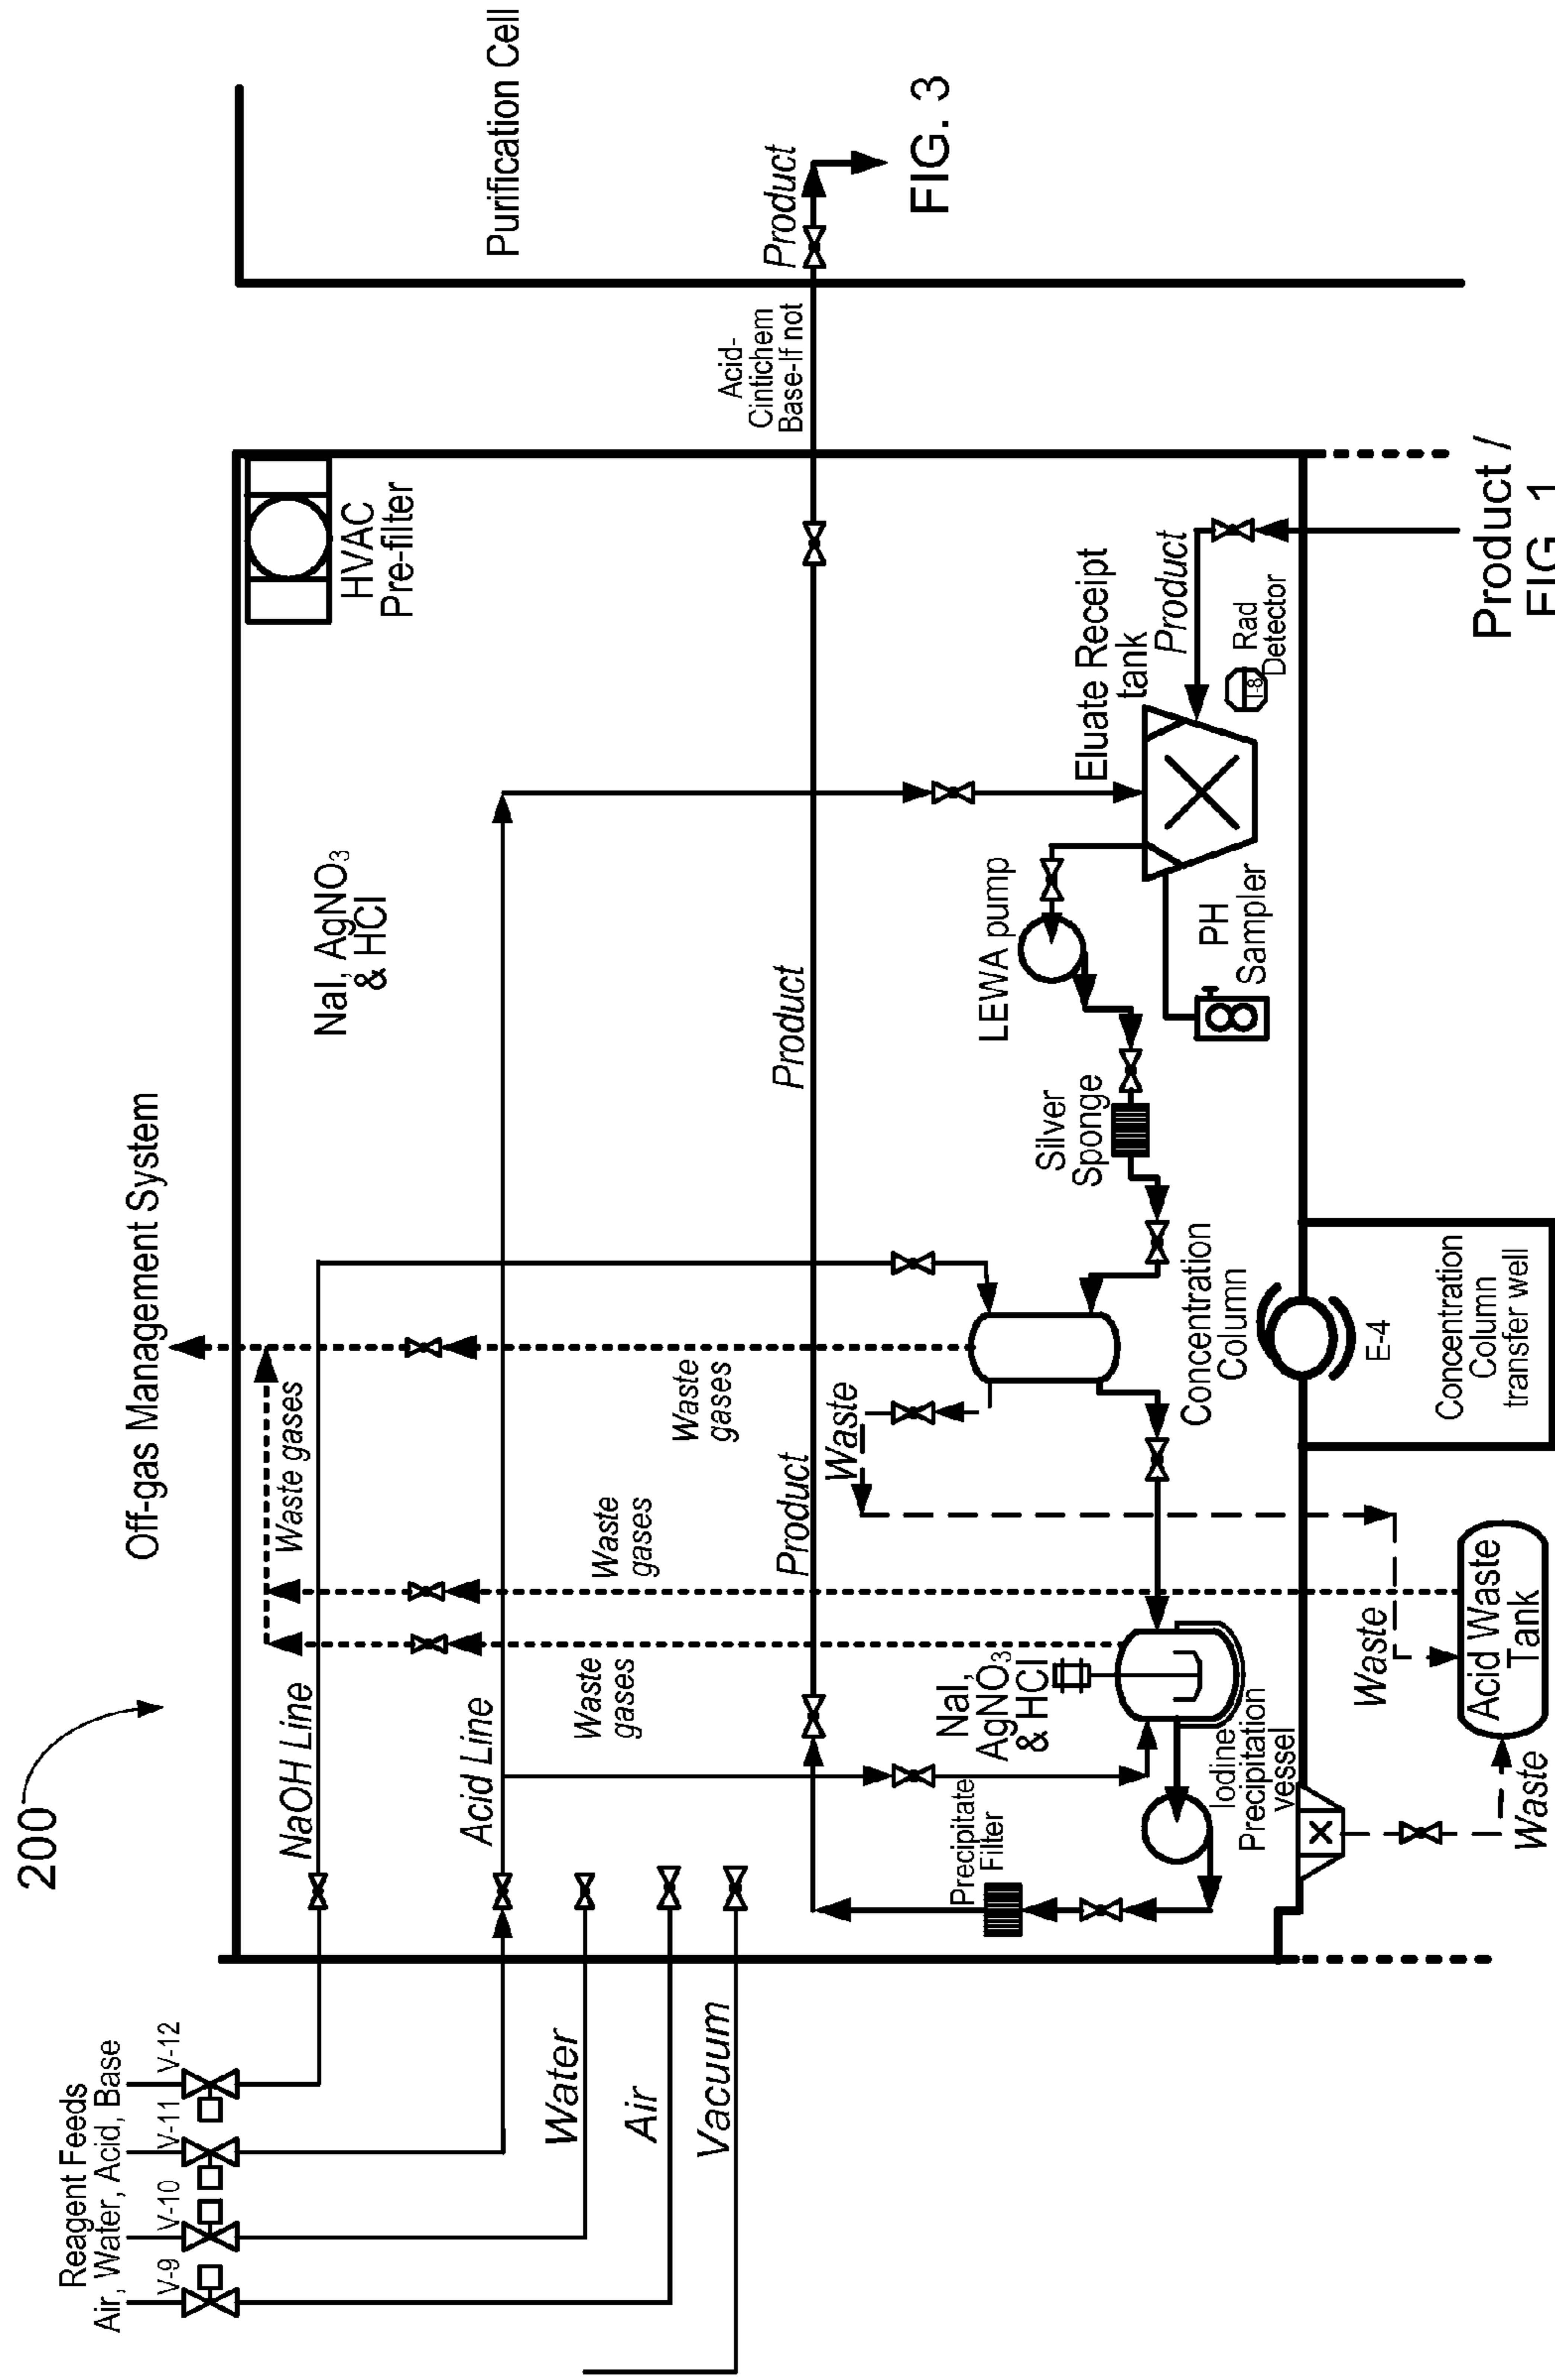 200
Reagent Feeds
Air, Water, Acid, Base
V-9
V-10
V-11
V-12
Off-gas Management System
Waste gases
NaOH Line
Acid Line
Water
Air
Vacuum
NaI, AgNO₃
& HCl
HVAC
Pre-filter
Purification Cell
Waste
gases
Waste
gases
Waste
gases
Product
Product
Acid-
Cintichem
Base-If not
Product
FIG. 3
Waste
Precipitate
Filter
NaI,
AgNO₃
& HCl
Iodine
Precipitation
vessel
Concentration
Column
Silver
Sponge
LEWA pump
PH
Sampler
Eluate Receipt
tank
Product
I-8
Rad
Detector
Waste
Waste
Acid Waste
Tank
E-4
Concentration
Column
transfer well
Product /
FIG. 1